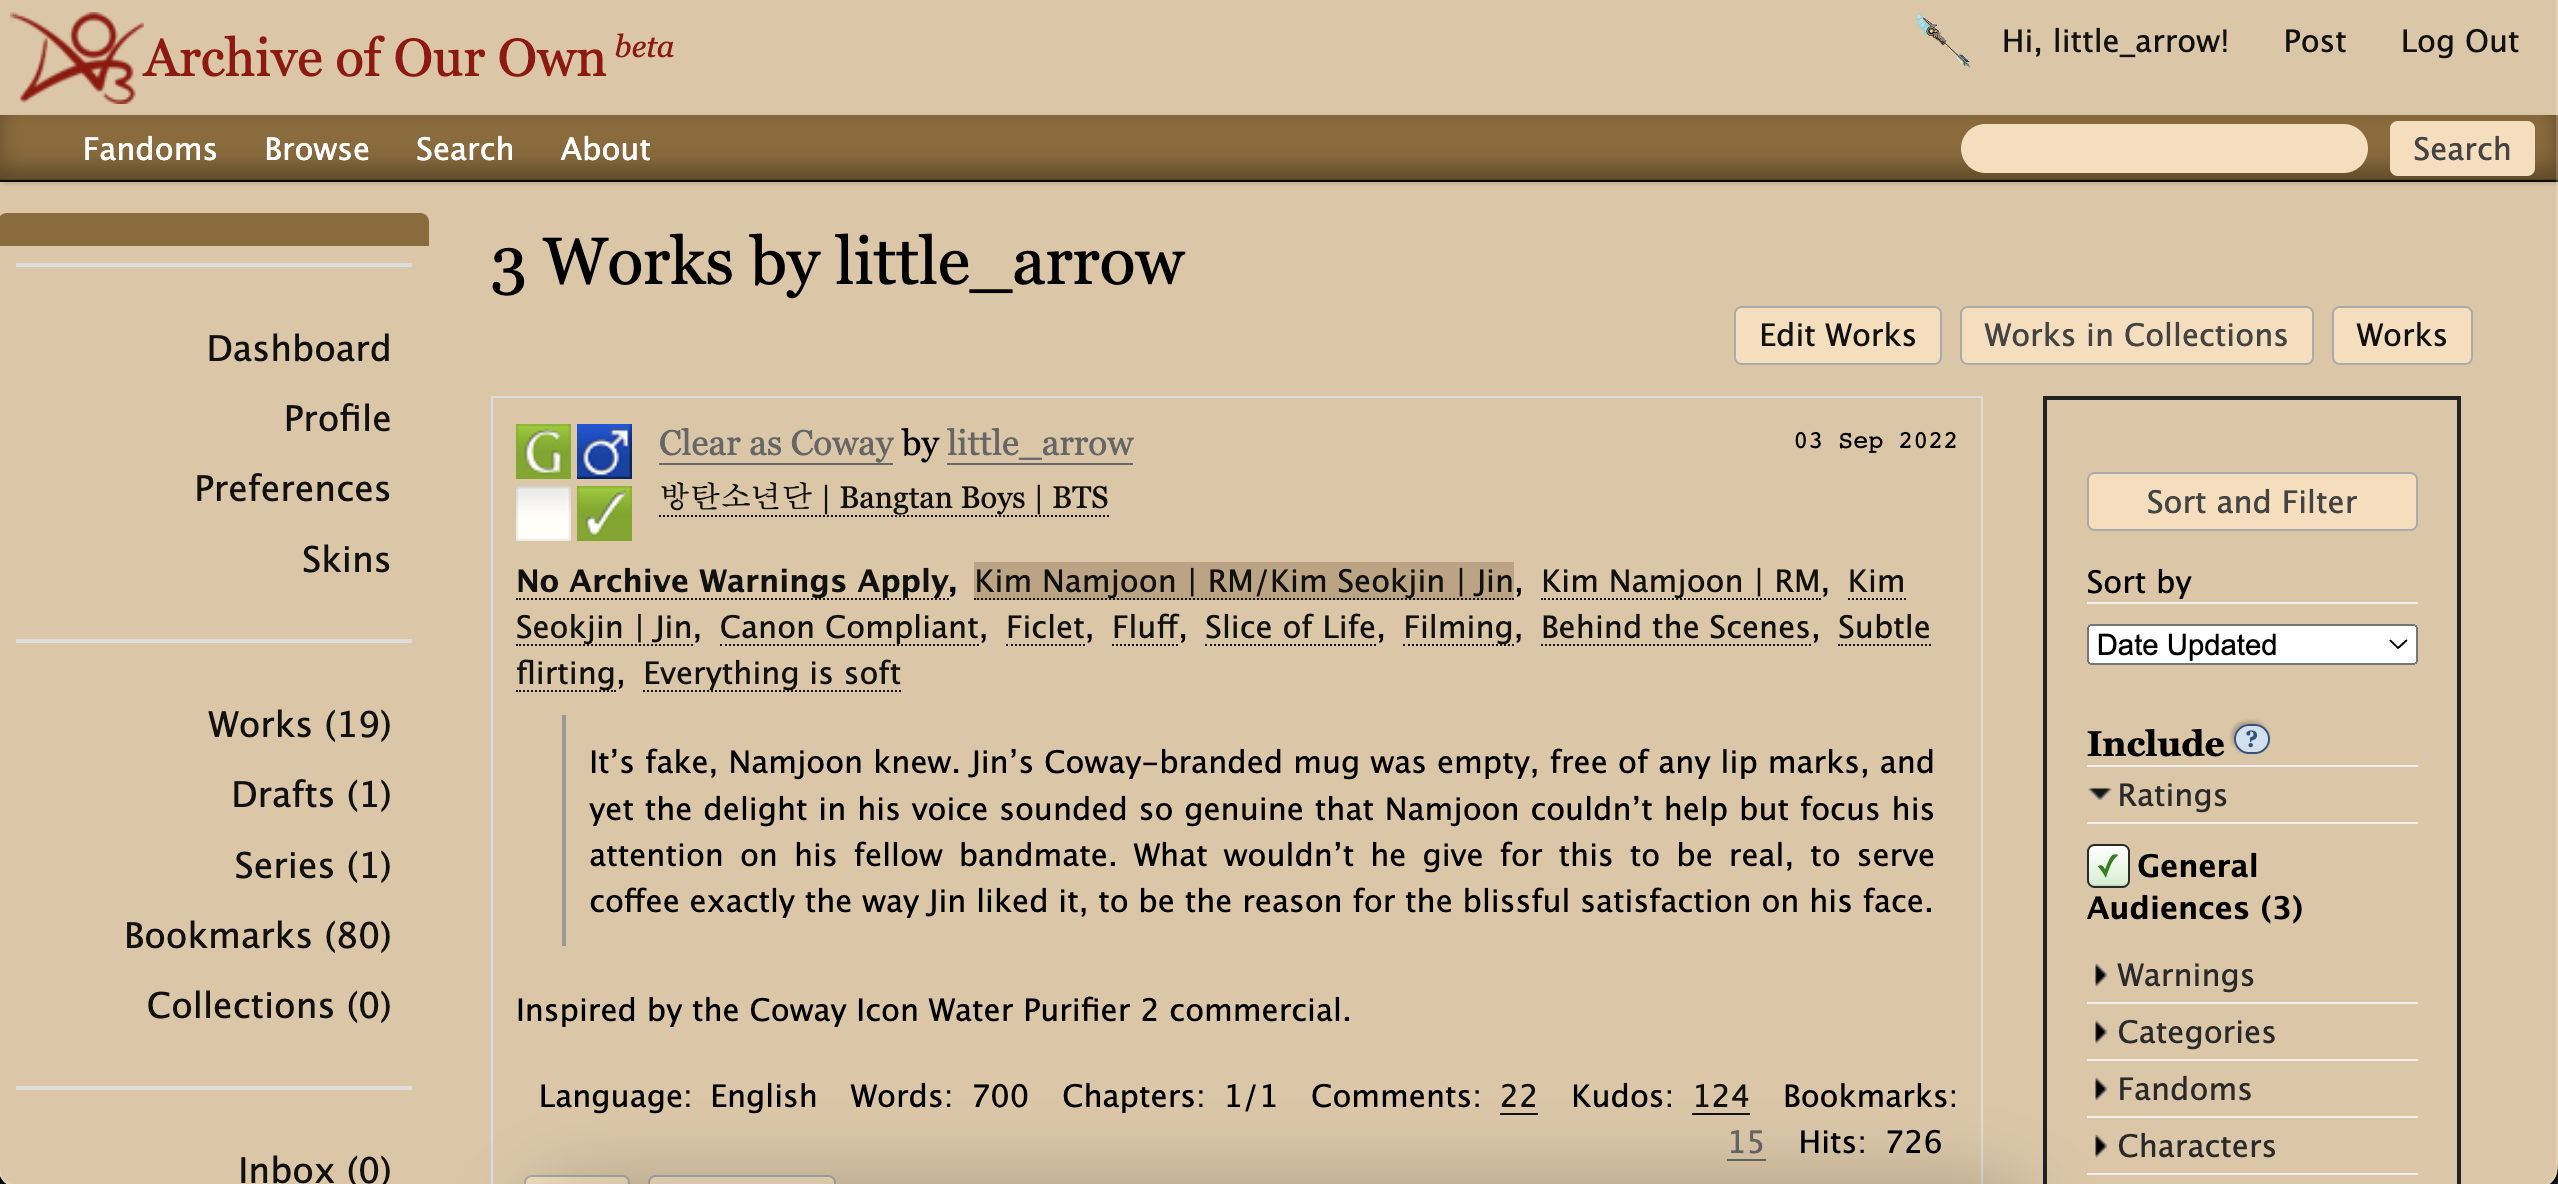 Archive of Our Own beta
Hi, little_arrow! Post Log Out
Fandoms Browse Search About
Search
3 Works by little_arrow
Edit Works Works in Collections Works
Dashboard
Profile
Preferences
Skins
Works (19)
Drafts (1)
Series (1)
Bookmarks (80)
Collections (0)
Inbox (0)
G
Clear as Coway by little_arrow
03 Sep 2022
방탄소년단 | Bangtan Boys | BTS
No Archive Warnings Apply, Kim Namjoon | RM/Kim Seokjin | Jin, Kim Namjoon | RM, Kim
Seokjin | Jin, Canon Compliant, Ficlet, Fluff, Slice of Life, Filming, Behind the Scenes, Subtle
flirting, Everything is soft
It’s fake, Namjoon knew. Jin’s Coway-branded mug was empty, free of any lip marks, and
yet the delight in his voice sounded so genuine that Namjoon couldn’t help but focus his
attention on his fellow bandmate. What wouldn’t he give for this to be real, to serve
coffee exactly the way Jin liked it, to be the reason for the blissful satisfaction on his face.
Inspired by the Coway Icon Water Purifier 2 commercial.
Language: English Words: 700 Chapters: 1/1 Comments: 22 Kudos: 124 Bookmarks:
15 Hits: 726
Sort and Filter
Sort by
Date Updated
Include ?
Ratings
General
Audiences (3)
Warnings
Categories
Fandoms
Characters